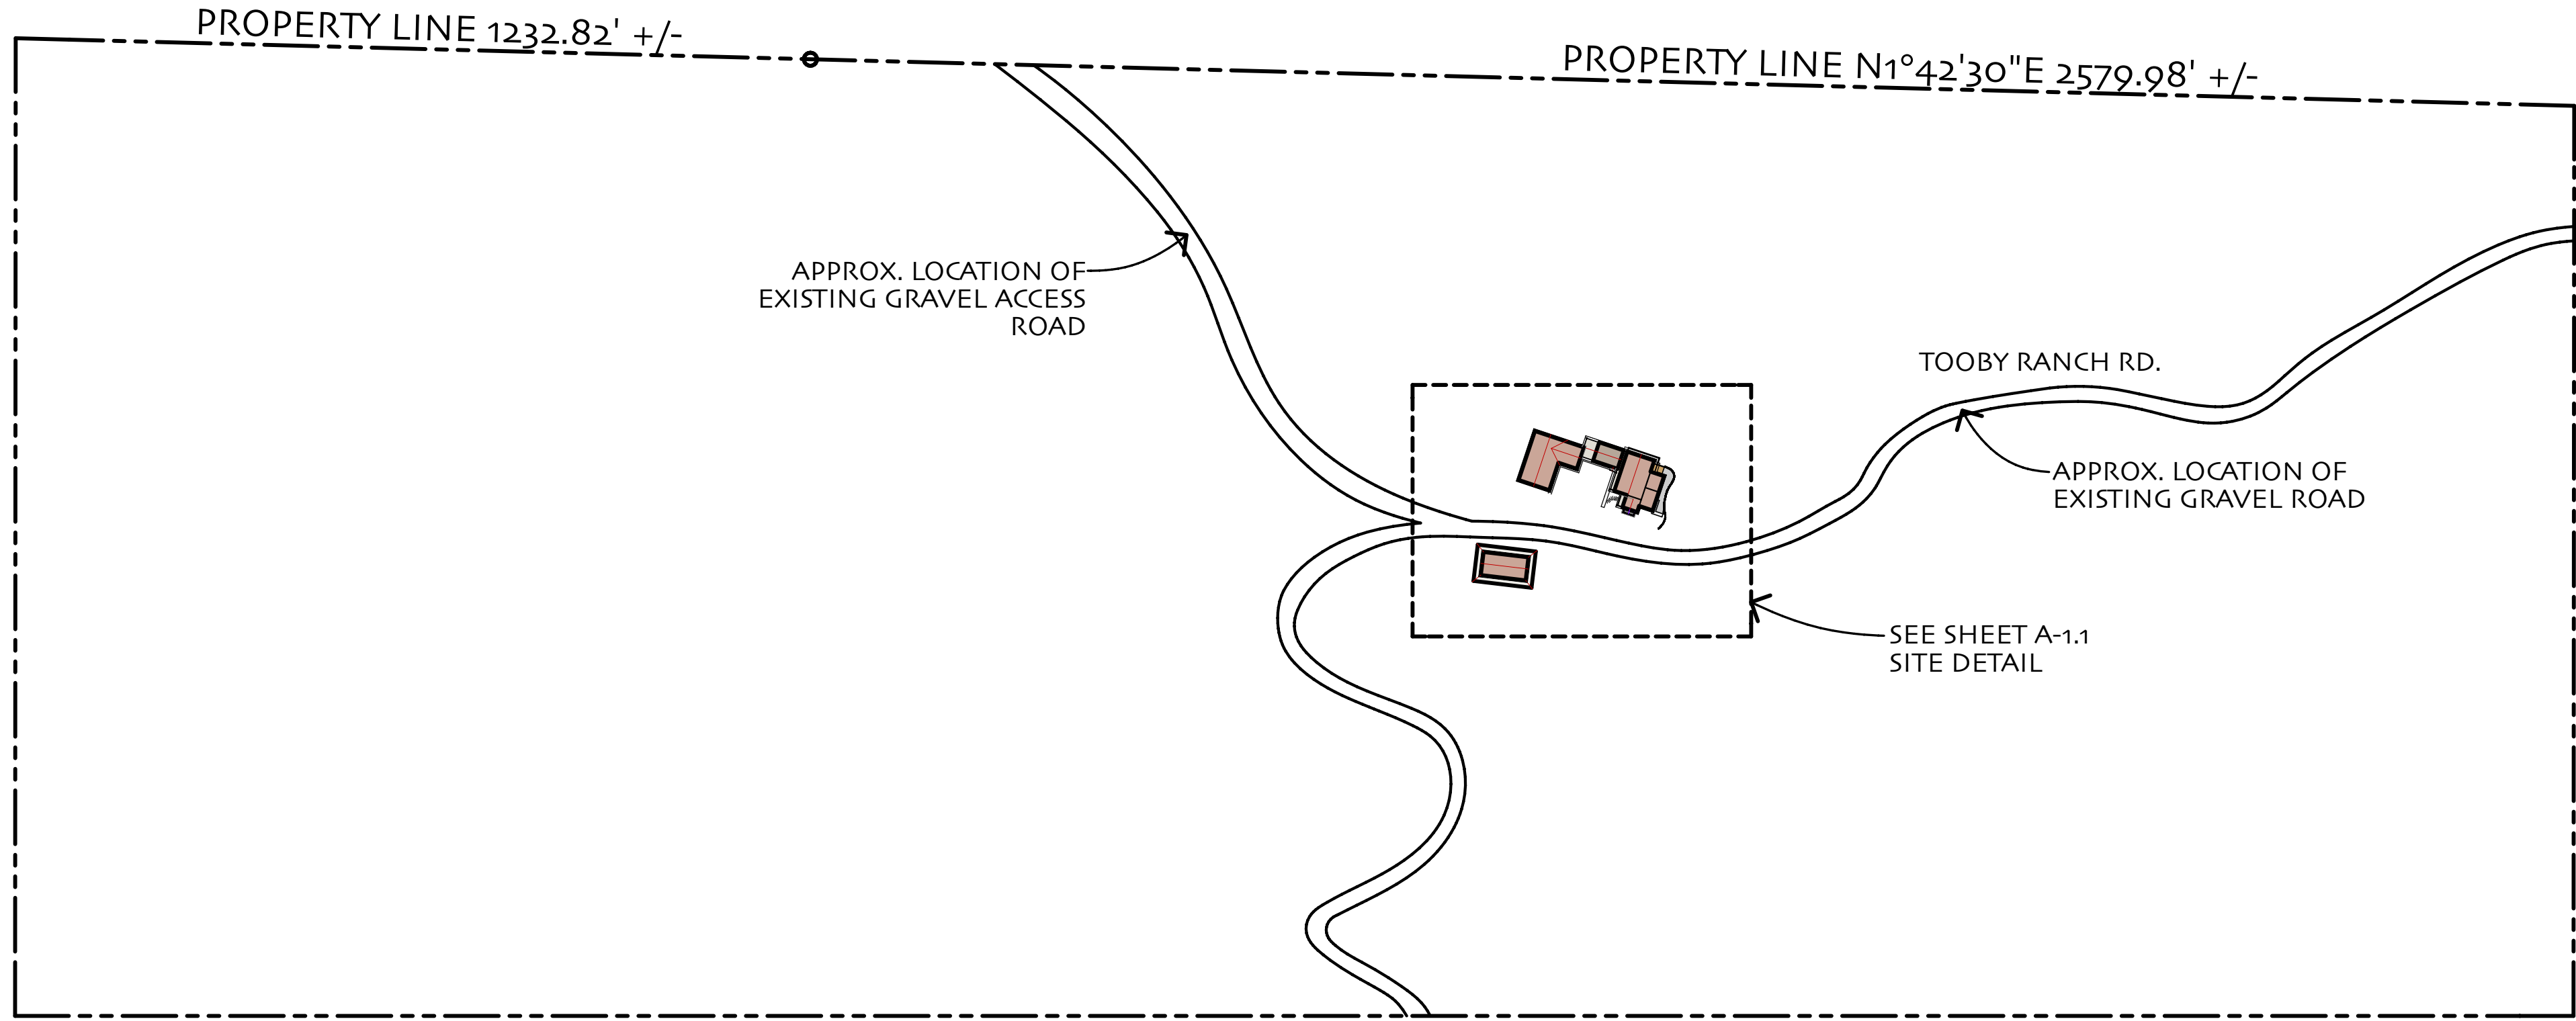 PROPERTY LINE 1232.82' +/-
PROPERTY LINE N1°42'30"E 2579.98' +/-
APPROX. LOCATION OF
EXISTING GRAVEL ACCESS
ROAD
TOOBY RANCH RD.
APPROX. LOCATION OF
EXISTING GRAVEL ROAD
SEE SHEET A-1.1
SITE DETAIL